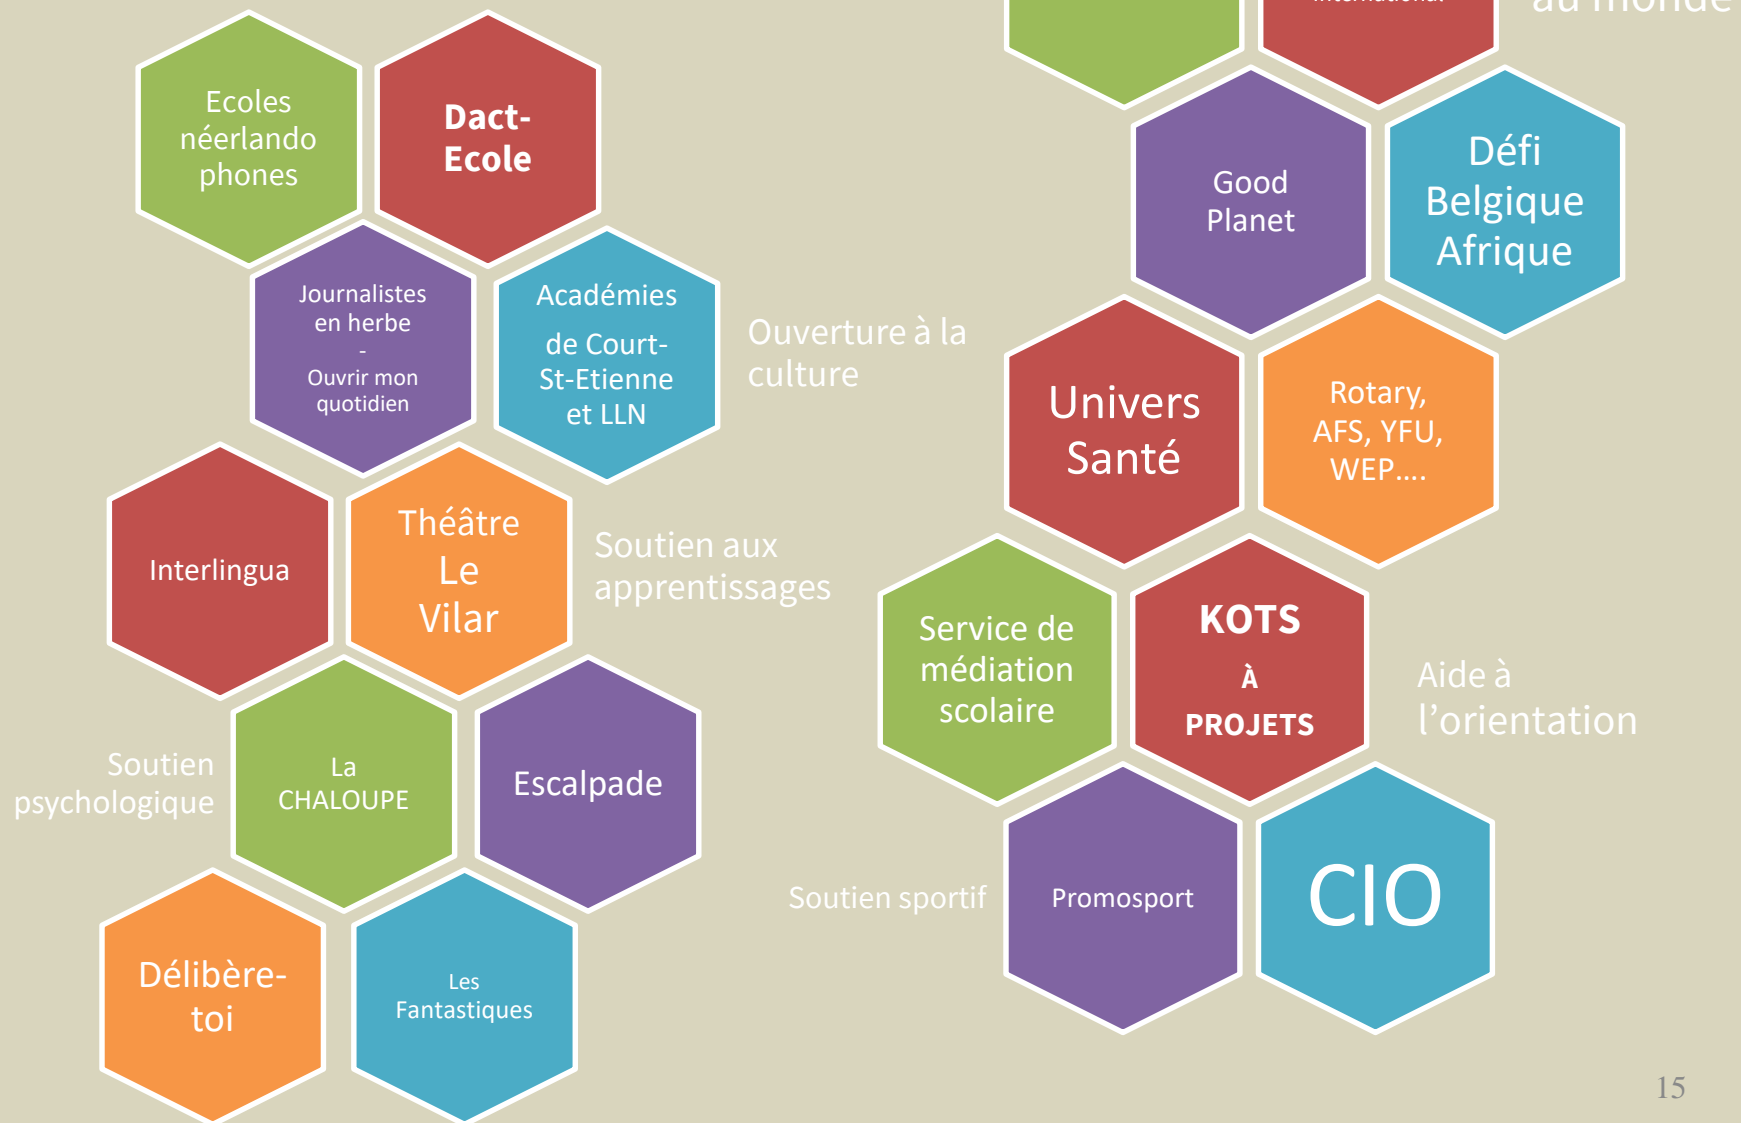 Ecoles
néerlando
phones
Dact-
Ecole
Journalistes
en herbe
-
Ouvrir mon
quotidien
Académies
de Court-
St-Etienne
et LLN
Ouverture à la
culture
Interlingua
Théâtre
Le
Vilar
Soutien aux
apprentissages
Soutien
psychologique
La
CHALOUPE
Escalpade
Délibère-
toi
Les
Fantastiques
au monde
Good
Planet
Défi
Belgique
Afrique
Univers
Santé
Rotary,
AFS, YFU,
WEP....
Service de
médiation
scolaire
KOTS
À
PROJETS
Aide à
l'orientation
Soutien sportif
Promosport
CIO
15